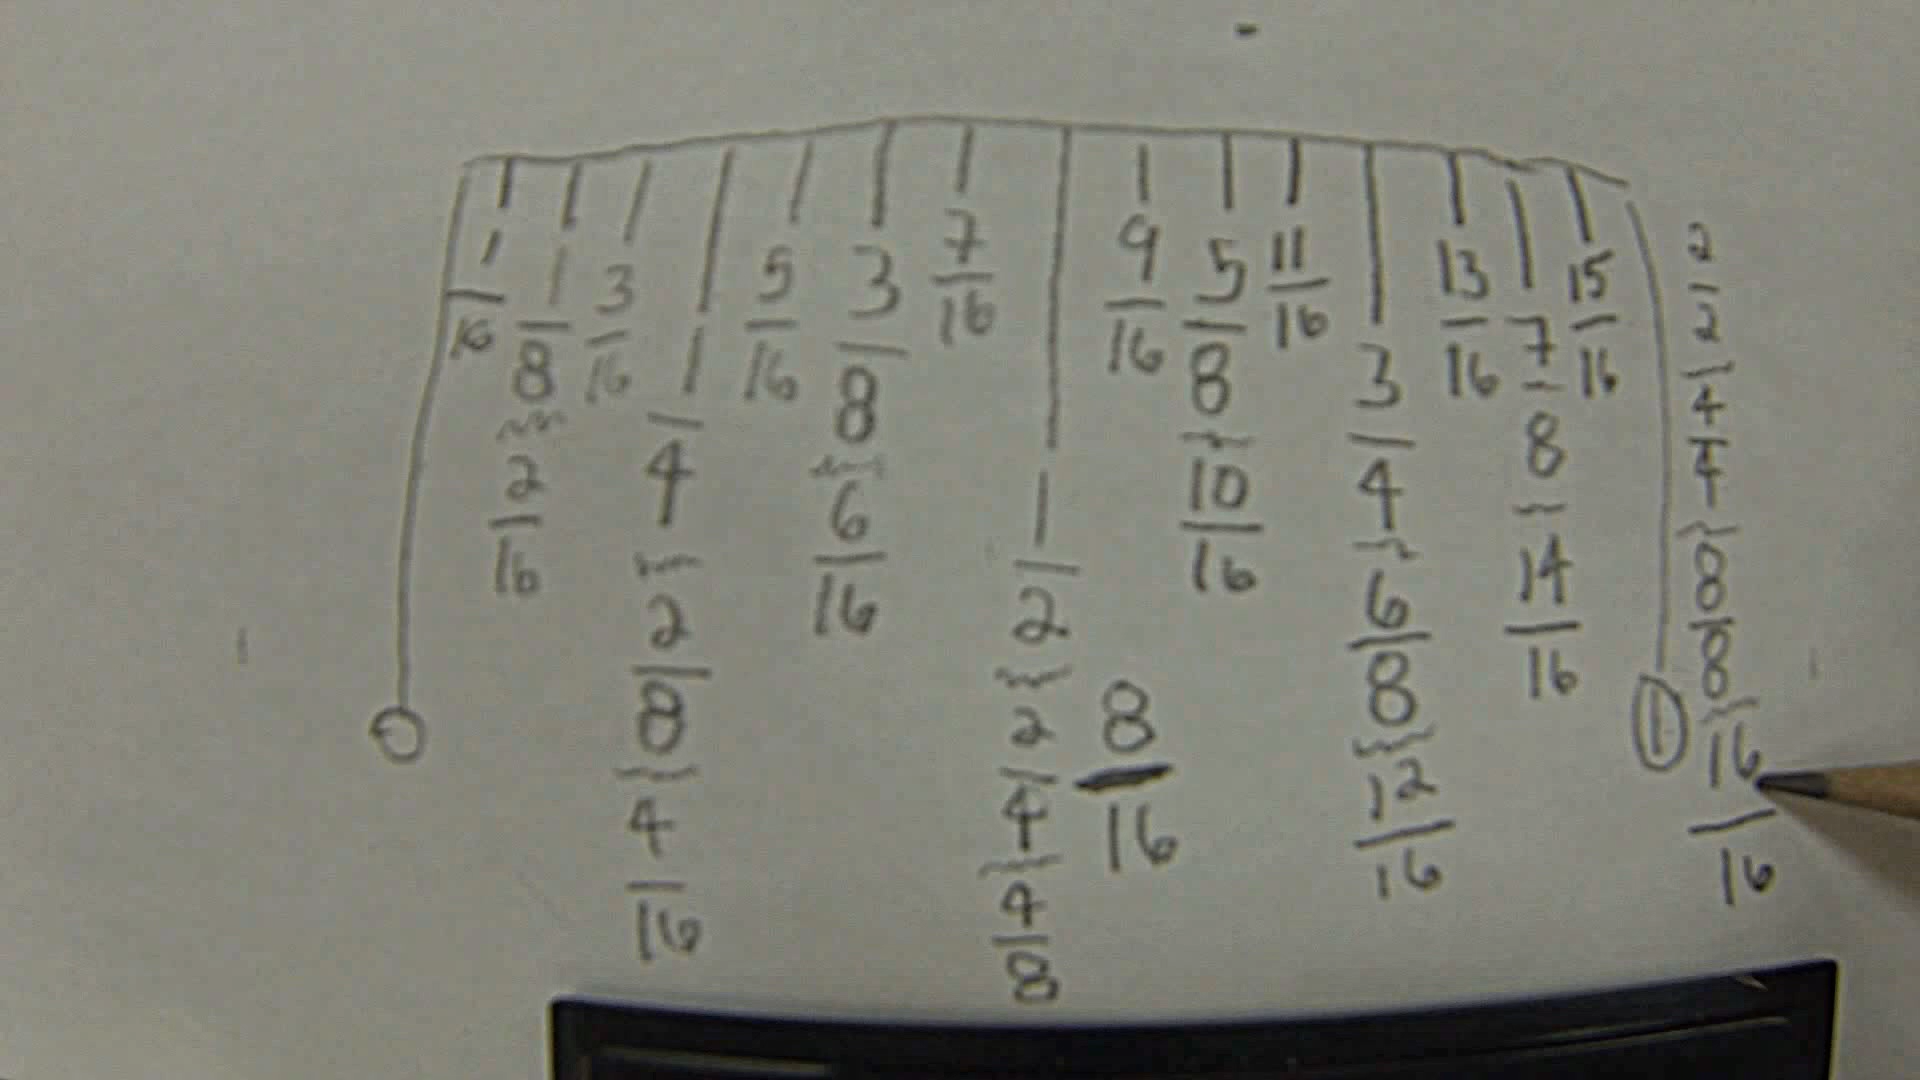 0
1/16
1/8 = 2/16
3/16
1/4 = 2/8 = 4/16
5/16
3/8 = 6/16
7/16
1/2 = 2/4 = 4/8
8/16
9/16
5/8 = 10/16
11/16
3/4 = 6/8 = 12/16
13/16
7/8 = 14/16
15/16
1
2/2 = 4/4 = 8/8 = 16/16